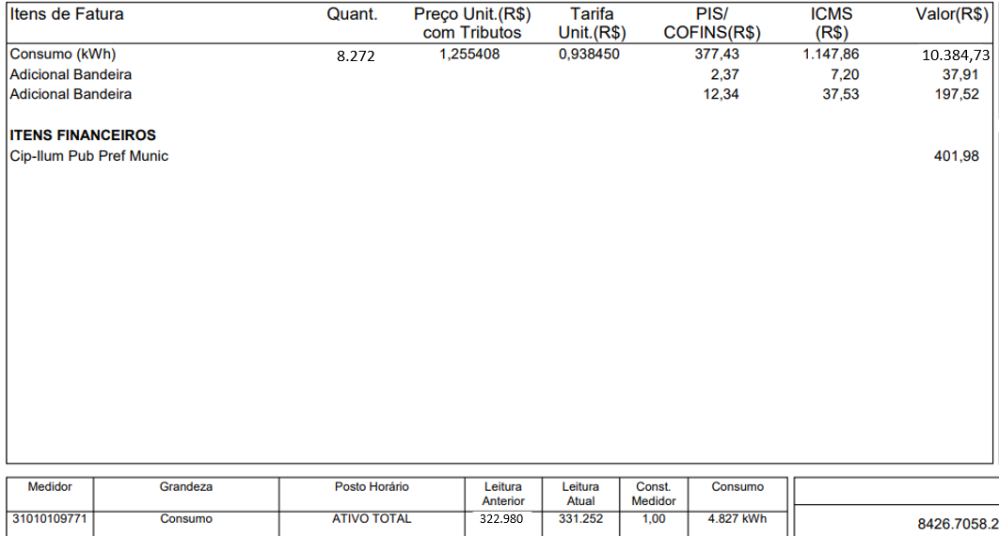 Itens de Fatura Quant. Preço Unit.(R$) com Tributos Tarifa Unit.(R$) PIS/ COFINS(R$) ICMS (R$) Valor(R$)
Consumo (kWh) 8.272 1,255408 0,938450 377,43 1.147,86 10.384,73
Adicional Bandeira 2,37 7,20 37,91
Adicional Bandeira 12,34 37,53 197,52
ITENS FINANCEIROS
Cip-Ilum Pub Pref Munic 401,98
Medidor Grandeza Posto Horário Leitura Anterior Leitura Atual Const. Medidor Consumo
31010109771 Consumo ATIVO TOTAL 322.980 331.252 1,00 4.827 kWh
8426.7058.2